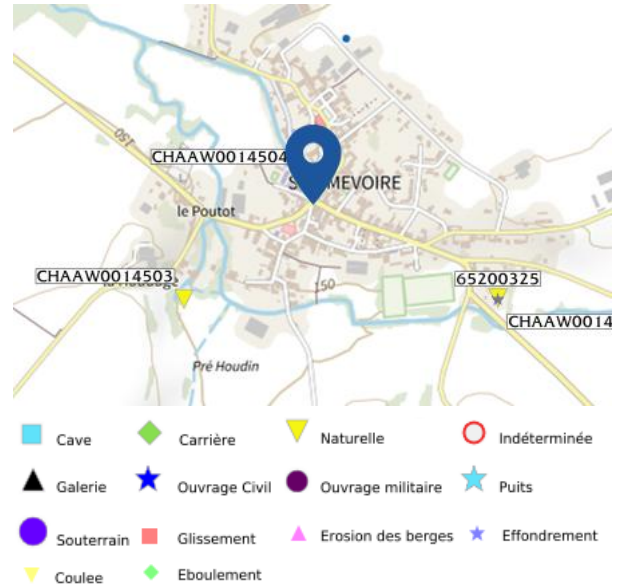 150
CHAAW0014504
MEVOIRE
le Poutot
CHAAW0014503
65200325
150
CHAAW0014
Pré Houdin
Cave Carrière Naturelle Indéterminée
Galerie Ouvrage Civil Ouvrage militaire Puits
Souterrain Glissement Erosion des berges Effondrement
Coulee Eboulement